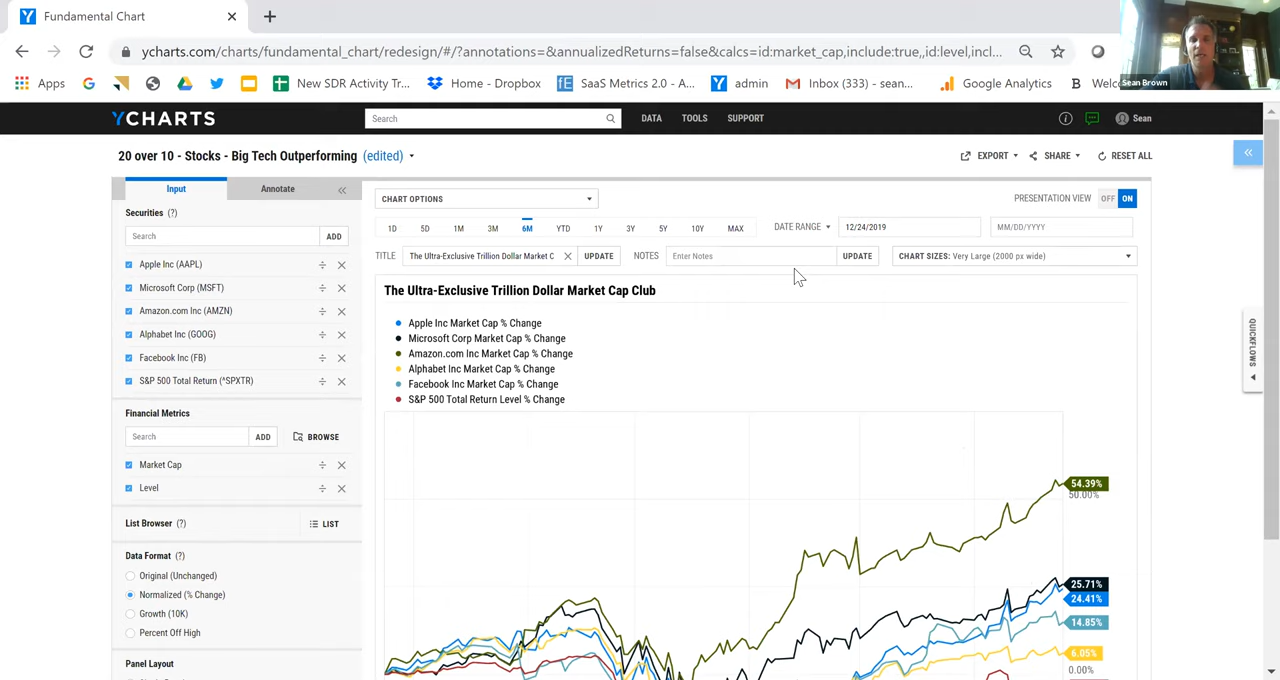 Fundamental Chart
ycharts.com/charts/fundamental_chart/redesign/#/?annotations=&annualizedReturns=false&calcs=id:market_cap,include:true,,id:level,incl...
Apps New SDR Activity Tr... Home - Dropbox SaaS Metrics 2.0 - A... admin Inbox (333) - sean... Google Analytics Welc
Sean Brown
YCHARTS Search DATA TOOLS SUPPORT Sean
20 over 10 - Stocks - Big Tech Outperforming (edited) EXPORT SHARE RESET ALL
Input Annotate CHART OPTIONS PRESENTATION VIEW OFF ON
Securities (?)
Search ADD
1D 5D 1M 3M 6M YTD 1Y 3Y 5Y 10Y MAX DATE RANGE 12/24/2019 MM/DD/YYYY
TITLE The Ultra-Exclusive Trillion Dollar Market C UPDATE NOTES Enter Notes UPDATE CHART SIZES: Very Large (2000 px wide)
Apple Inc (AAPL)
Microsoft Corp (MSFT)
Amazon.com Inc (AMZN)
Alphabet Inc (GOOG)
Facebook Inc (FB)
S&P 500 Total Return (^SPXTR)
Financial Metrics
Search ADD BROWSE
Market Cap
Level
List Browser (?) LIST
Data Format (?)
Original (Unchanged)
Normalized (% Change)
Growth (10K)
Percent Off High
Panel Layout
The Ultra-Exclusive Trillion Dollar Market Cap Club
Apple Inc Market Cap % Change
Microsoft Corp Market Cap % Change
Amazon.com Inc Market Cap % Change
Alphabet Inc Market Cap % Change
Facebook Inc Market Cap % Change
S&P 500 Total Return Level % Change
54.39%
50.00%
25.71%
24.41%
14.85%
6.05%
0.00%
QUICKFLOWS